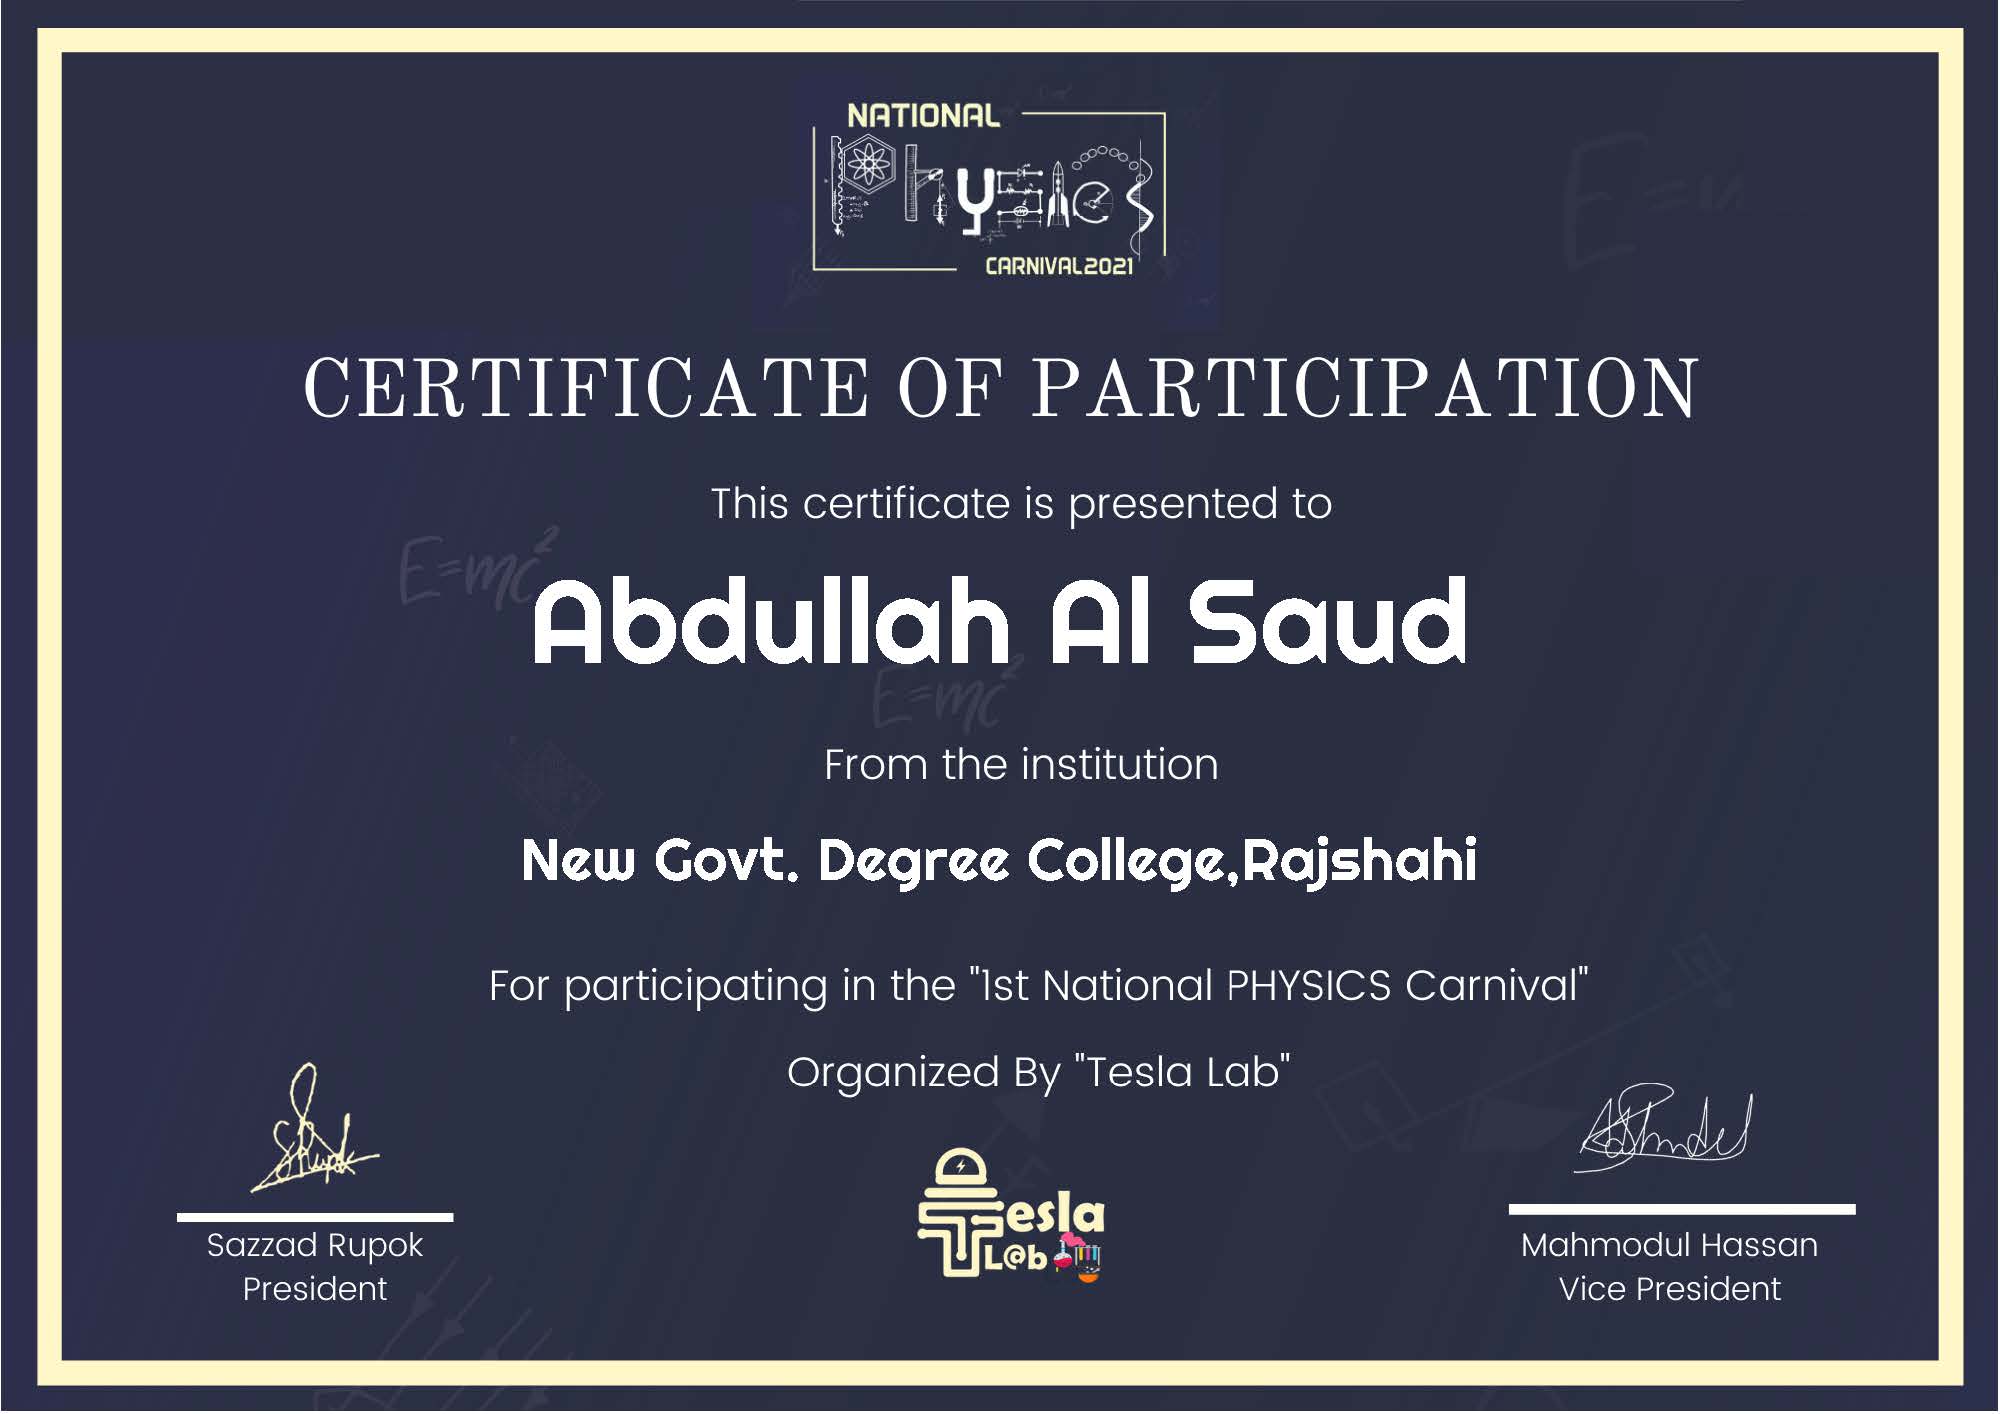 NATIONAL
Physics
CARNIVAL2021
CERTIFICATE OF PARTICIPATION
This certificate is presented to
E=mc²
Abdullah Al Saud
E=mc²
From the institution
New Govt. Degree College,Rajshahi
For participating in the "1st National PHYSICS Carnival"
Organized By "Tesla Lab"
Tesla
L@b
Sazzad Rupok
President
Mahmodul Hassan
Vice President